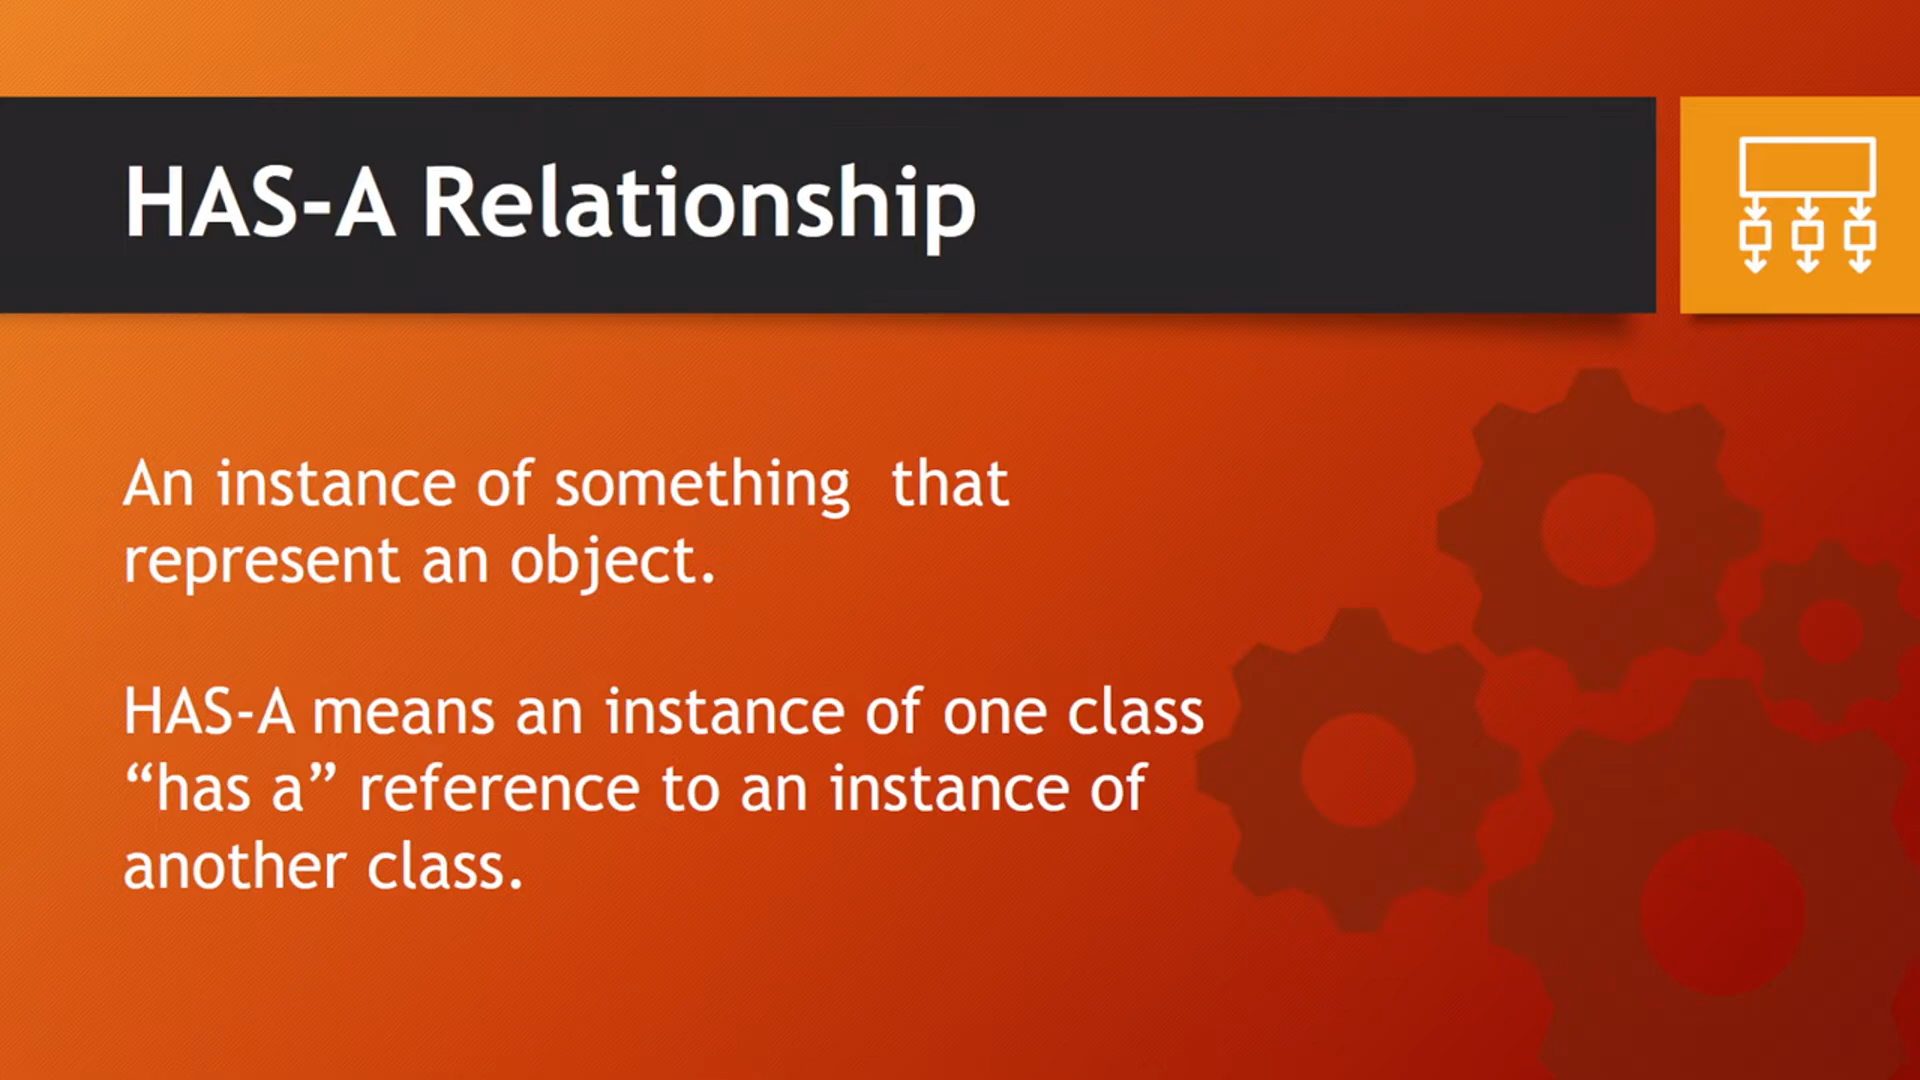 HAS-A Relationship
An instance of something  that
represent an object.
HAS-A means an instance of one class
“has a” reference to an instance of
another class.